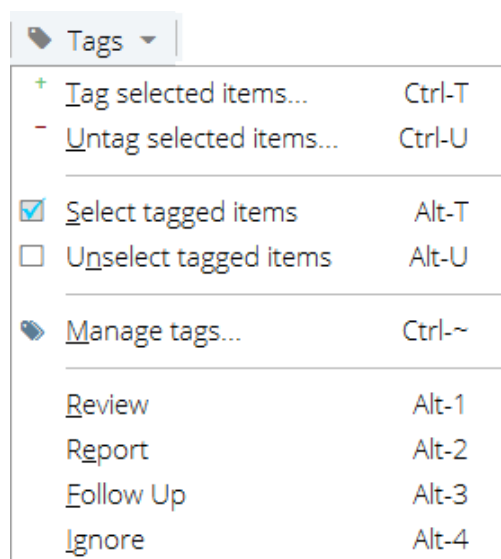 Tags
Tag selected items... Ctrl-T
Untag selected items... Ctrl-U
Select tagged items Alt-T
Unselect tagged items Alt-U
Manage tags... Ctrl-~
Review Alt-1
Report Alt-2
Follow Up Alt-3
Ignore Alt-4